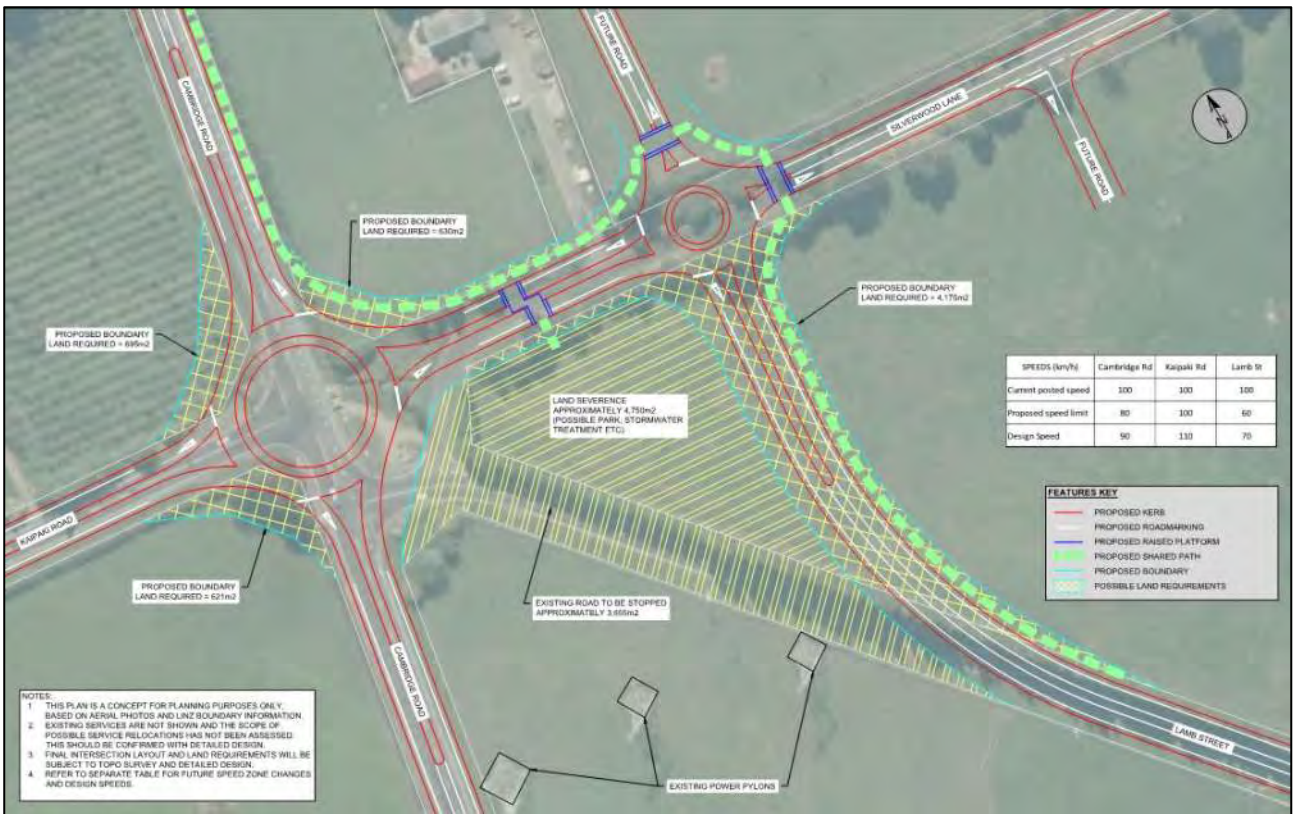 CAMBRIDGE ROAD
FUTURE ROAD
SILVERWOOD LANE
FUTURE ROAD
N
PROPOSED BOUNDARY
LAND REQUIRED = 630m2
PROPOSED BOUNDARY
LAND REQUIRED = 695m2
PROPOSED BOUNDARY
LAND REQUIRED = 4,175m2
LAND SEVERENCE
APPROXIMATELY 4,750m2
(POSSIBLE PARK, STORMWATER
TREATMENT ETC)
SPEEDS (km/h) Cambridge Rd Kaipaki Rd Lamb St
Current posted speed 100 100 100
Proposed speed limit 80 100 60
Design Speed 90 110 70
FEATURES KEY
PROPOSED KERB
PROPOSED ROADMARKING
PROPOSED RAISED PLATFORM
PROPOSED SHARED PATH
PROPOSED BOUNDARY
POSSIBLE LAND REQUIREMENTS
KAIPAKI ROAD
PROPOSED BOUNDARY
LAND REQUIRED = 621m2
EXISTING ROAD TO BE STOPPED
APPROXIMATELY 3,655m2
CAMBRIDGE ROAD
LAMB STREET
EXISTING POWER PYLONS
NOTES:
1. THIS PLAN IS A CONCEPT FOR PLANNING PURPOSES ONLY,
BASED ON AERIAL PHOTOS AND LINZ BOUNDARY INFORMATION.
2. EXISTING SERVICES ARE NOT SHOWN AND THE SCOPE OF
POSSIBLE SERVICE RELOCATIONS HAS NOT BEEN ASSESSED.
THIS SHOULD BE CONFIRMED WITH DETAILED DESIGN.
3. FINAL INTERSECTION LAYOUT AND LAND REQUIREMENTS WILL BE
SUBJECT TO TOPO SURVEY AND DETAILED DESIGN.
4. REFER TO SEPARATE TABLE FOR FUTURE SPEED ZONE CHANGES
AND DESIGN SPEEDS.